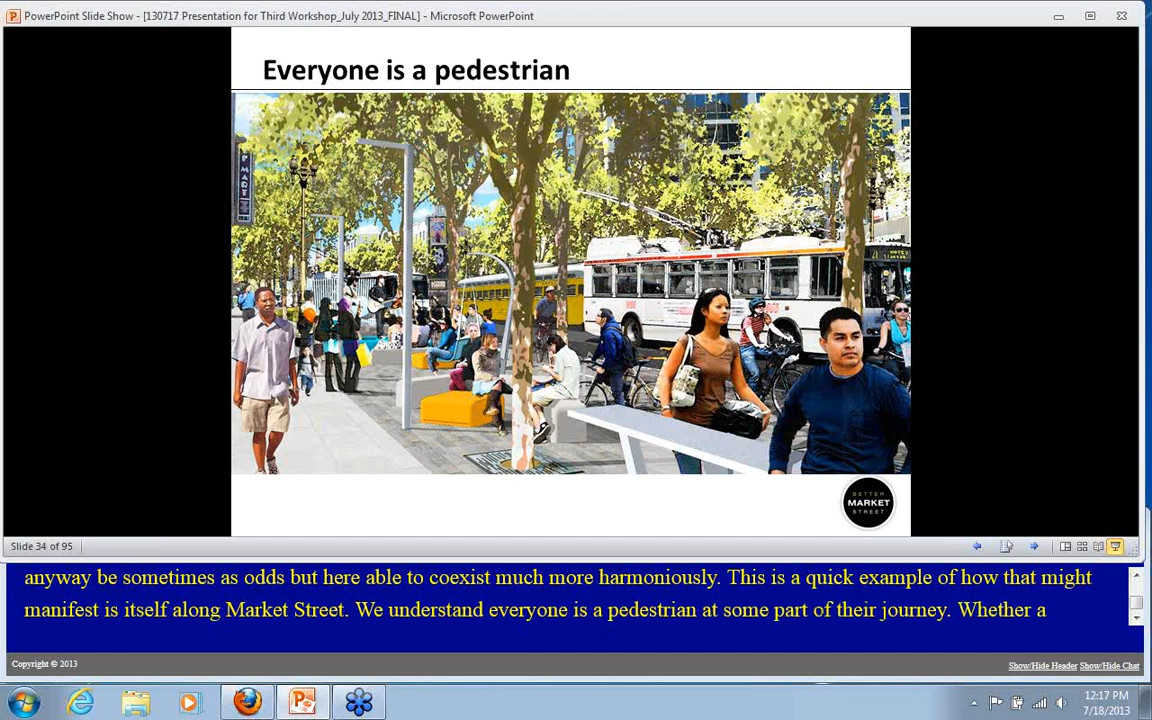 PowerPoint Slide Show - [130717 Presentation for Third Workshop_July 2013_FINAL] - Microsoft PowerPoint
Everyone is a pedestrian
MART
BETTER
MARKET
STREET
Slide 34 of 95
anyway be sometimes as odds but here able to coexist much more harmoniously. This is a quick example of how that might
manifest is itself along Market Street. We understand everyone is a pedestrian at some part of their journey. Whether a
Copyright © 2013
Show/Hide Header Show/Hide Chat
12:17 PM
7/18/2013